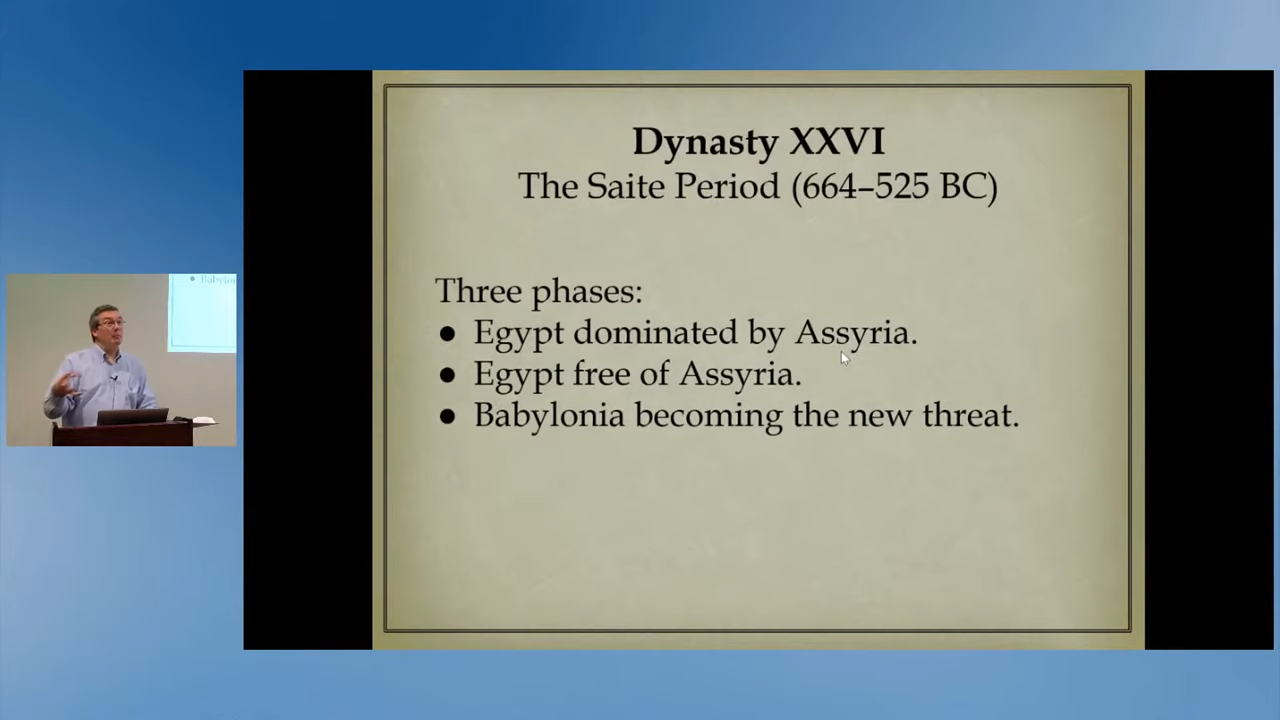 Dynasty XXVI
The Saite Period (664–525 BC)
Three phases:
● Egypt dominated by Assyria.
● Egypt free of Assyria.
● Babylonia becoming the new threat.